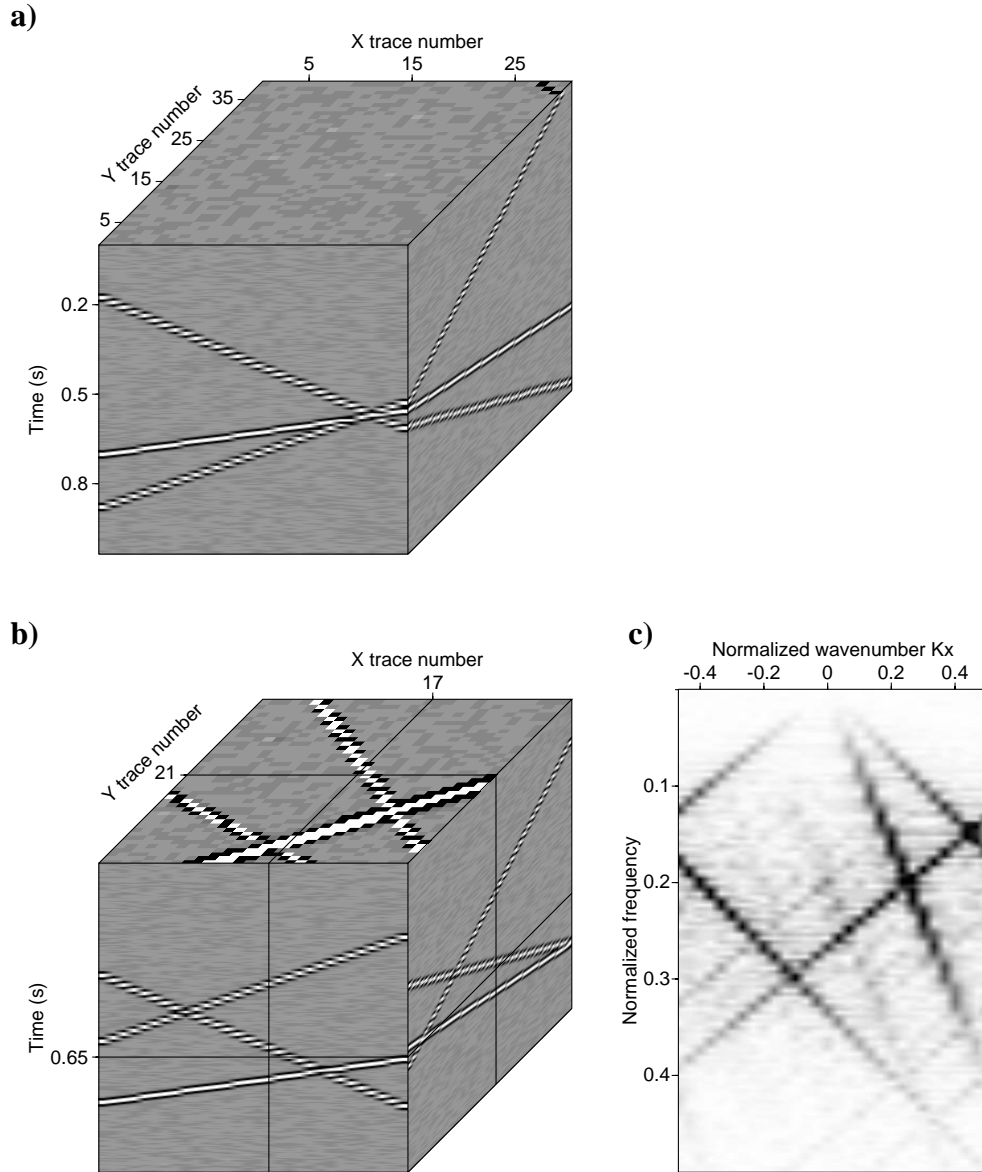 a)
X trace number
5 15 25
Y trace number
35
25
15
5
Time (s)
0.2
0.5
0.8
b)
X trace number
17
Y trace number
21
Time (s)
0.65
c)
Normalized wavenumber Kx
-0.4 -0.2 0 0.2 0.4
Normalized frequency
0.1
0.2
0.3
0.4